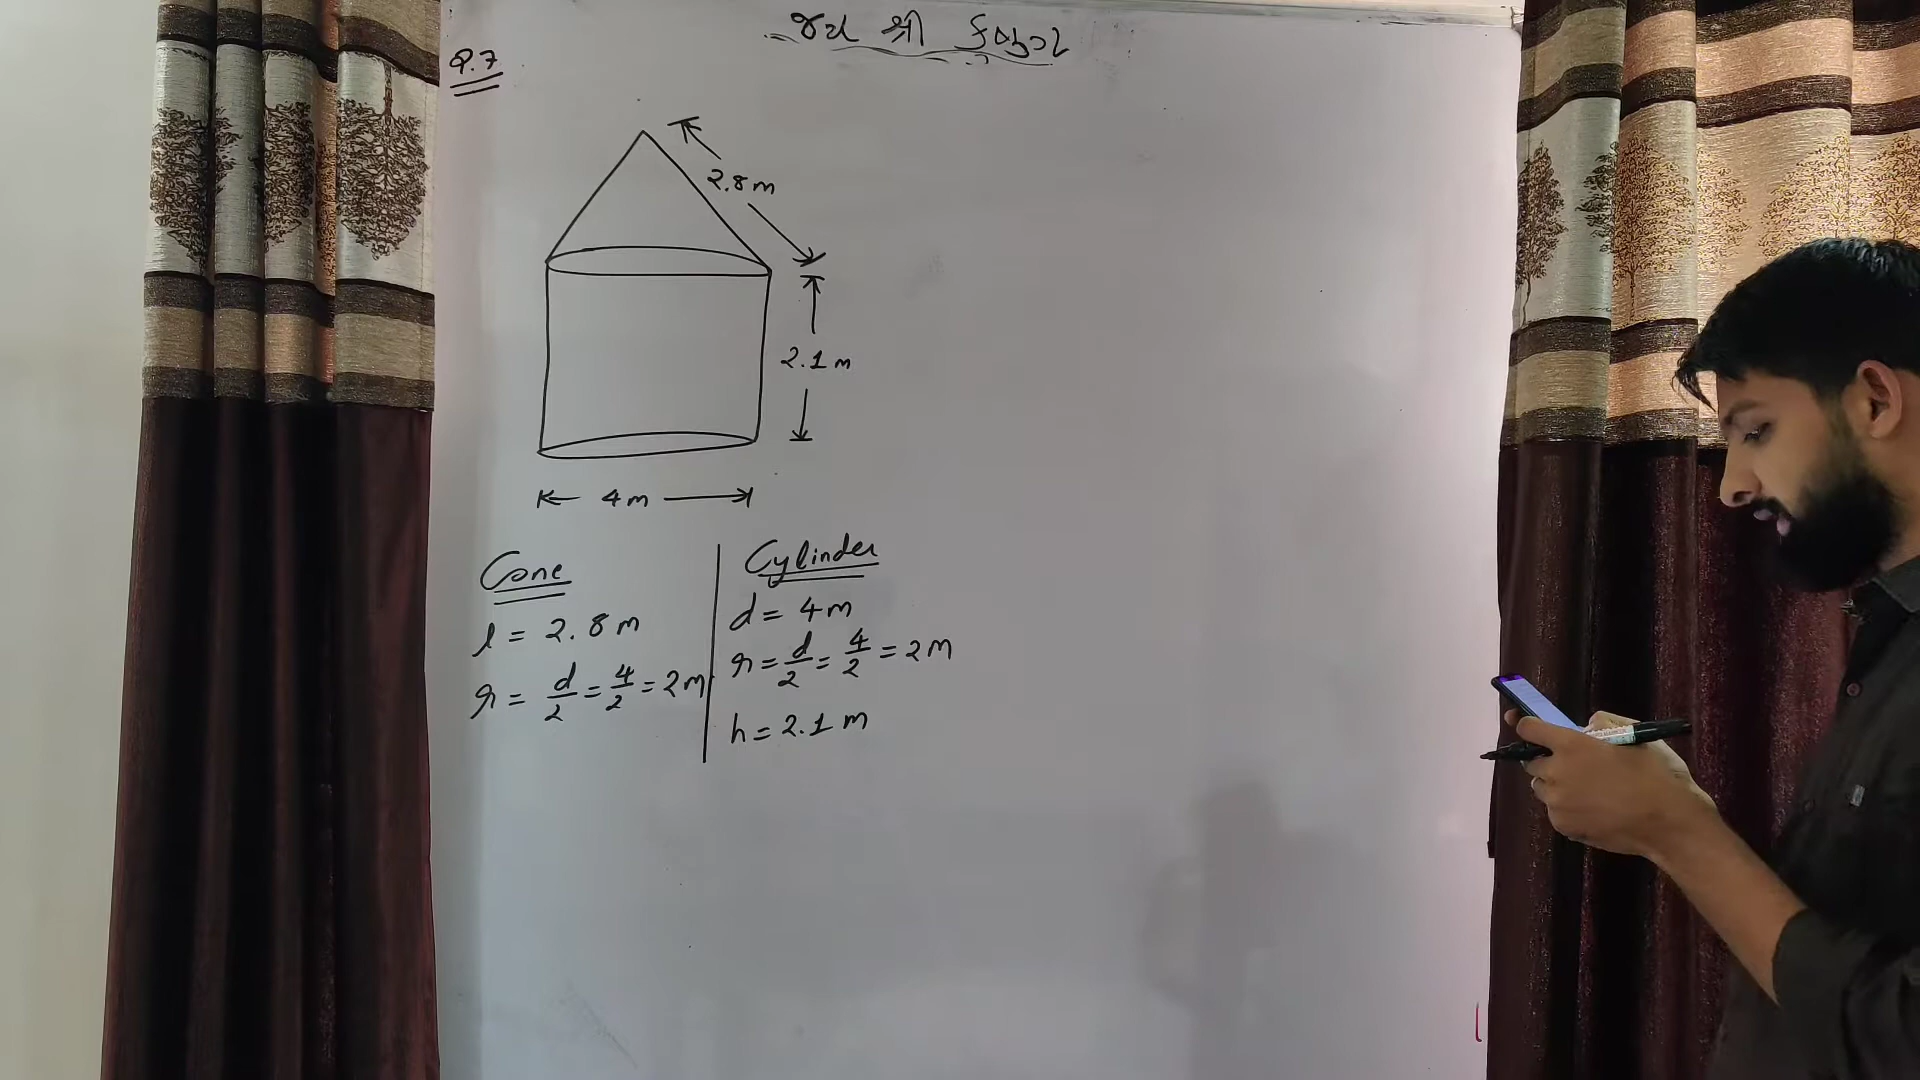 જય શ્રી
Q.7
2.8 m
2.1 m
4 m
Cone
l = 2.8 m
r = d/2 = 4/2 = 2 m
Cylinder
d = 4 m
r = d/2 = 4/2 = 2 m
h = 2.1 m